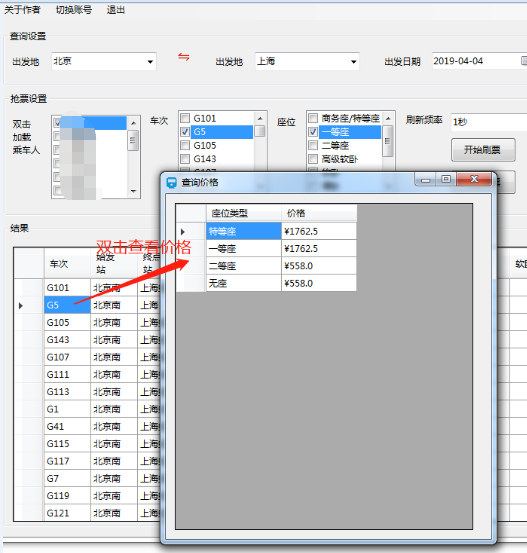 关于作者 切换账号 退出
查询设置
出发地 北京 出发地 上海 出发日期 2019-04-04
抢票设置
双击
加载
乘车人
车次
G101
G5
G105
G143
座位
商务座/特等座
一等座
二等座
高级软卧
刷新频率 1秒
开始刷票
查询价格
座位类型 价格
特等座 ¥1762.5
一等座 ¥1762.5
二等座 ¥558.0
无座 ¥558.0
结果
双击查看价格
车次 始发站 终点站
G101 北京南 上海
G5 北京南 上海
G105 北京南 上海
G143 北京南 上海
G107 北京南 上海
G111 北京南 上海
G113 北京南 上海
G1 北京南 上海
G41 北京南 上海
G115 北京南 上海
G117 北京南 上海
G7 北京南 上海
G119 北京南 上海
G121 北京南 上海